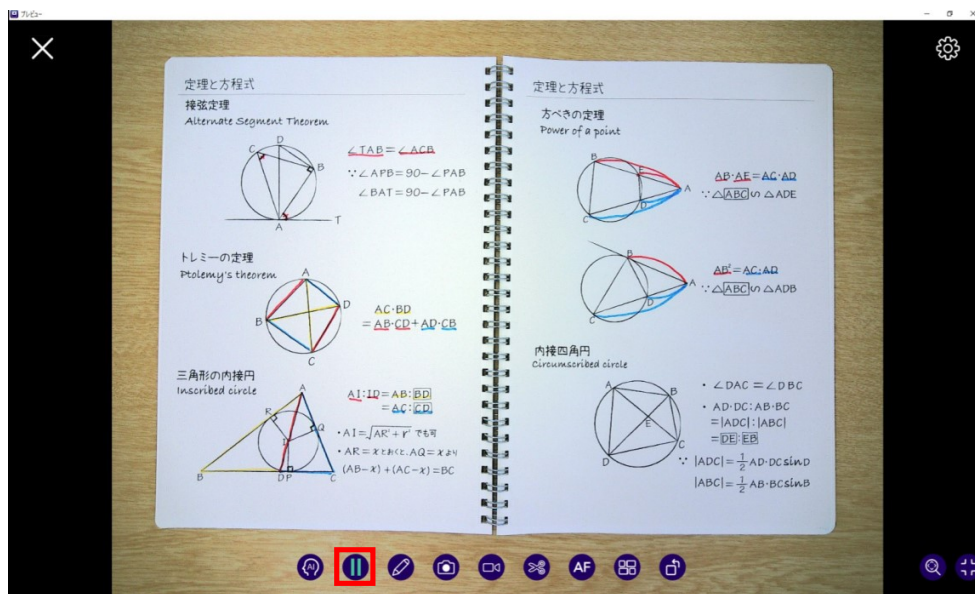 プレビュー
定理と方程式
接弦定理
Alternate Segment Theorem
D
C
B
A
T
∠TAB=∠ACB
∵∠APB=90-∠PAB
∠BAT=90-∠PAB
トレミーの定理
Ptolemy's theorem
A
B
D
C
AC·BD
=AB·CD+AD·CB
三角形の内接円
Inscribed circle
A
R
Q
I
B
D P
C
AI:ID=AB:BD
=AC:CD
・AI=√AR²+r² でも可
・AR=xとおくと、AQ=xより
(AB-x)+(AC-x)=BC
定理と方程式
方べきの定理
Power of a point
B
E
A
D
C
AB·AE=AC·AD
∵△ABC∽△ADE
B
A
D
C
AB²=AC·AD
∵△ABC∽△ADB
内接四角円
Circumscribed circle
A
B
E
C
D
・∠DAC=∠DBC
・AD·DC:AB·BC
=|ADC|:|ABC|
=DE:EB
∵|ADC|=1/2 AD·DCsinD
|ABC|=1/2 AB·BCsinB
AI
AF